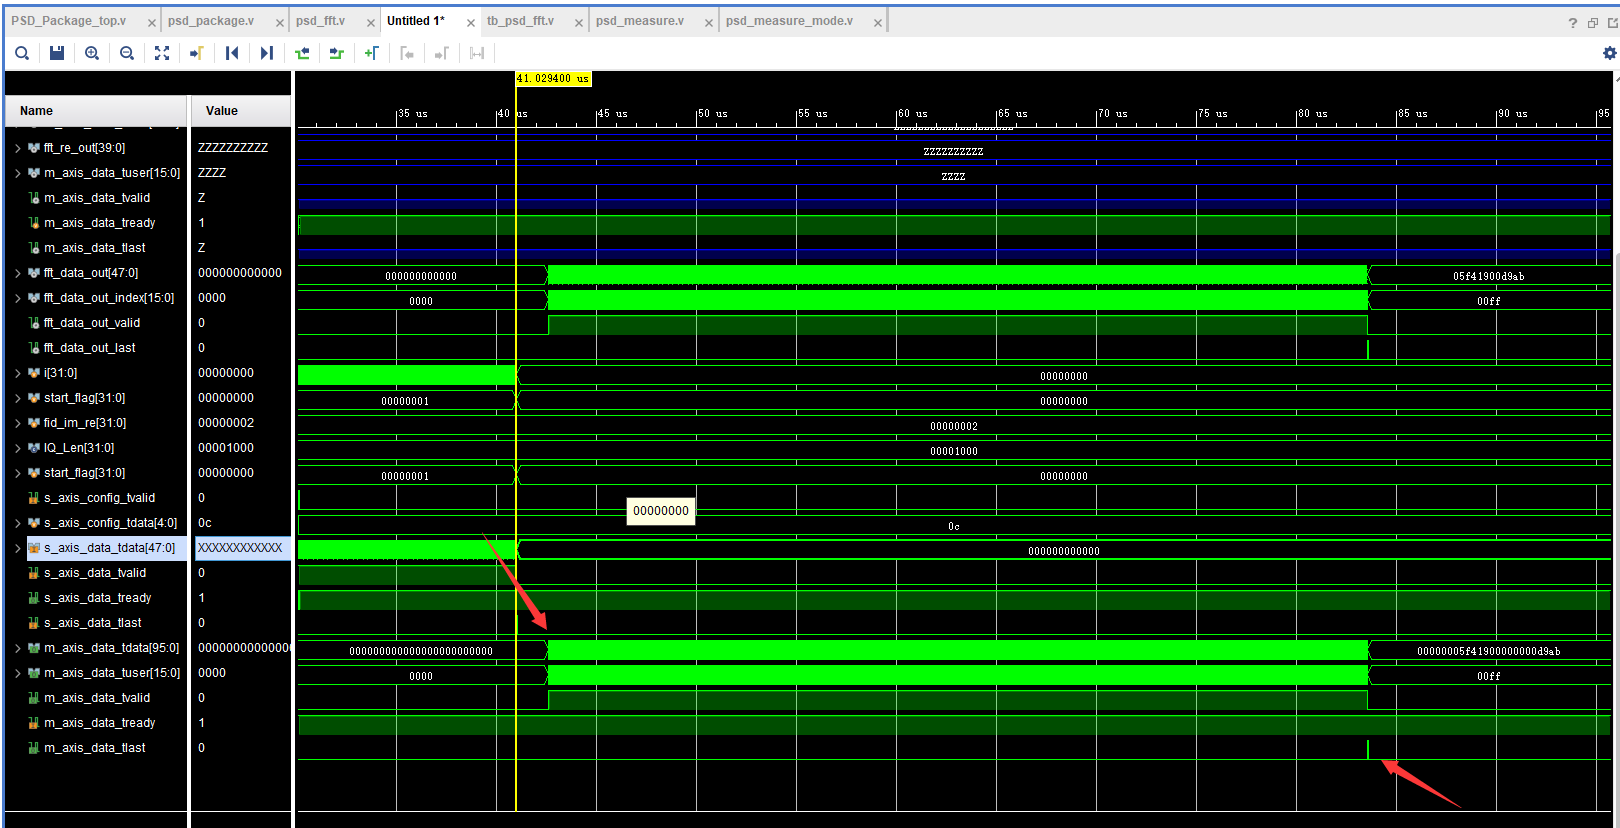 PSD_Package_top.v × psd_package.v × psd_fft.v × Untitled 1* × tb_psd_fft.v × psd_measure.v × psd_measure_mode.v ×
41.029400 us
Name Value
35 us 40 us 45 us 50 us 55 us 60 us 65 us 70 us 75 us 80 us 85 us 90 us 95
fft_re_out[39:0] ZZZZZZZZZZ ZZZZZZZZZZ
m_axis_data_tuser[15:0] ZZZZ ZZZZ
m_axis_data_tvalid Z
m_axis_data_tready 1
m_axis_data_tlast Z
fft_data_out[47:0] 000000000000 000000000000 05f41900d9ab
fft_data_out_index[15:0] 0000 0000 00ff
fft_data_out_valid 0
fft_data_out_last 0
i[31:0] 00000000 00000000
start_flag[31:0] 00000000 00000001 00000000
fid_im_re[31:0] 00000002 00000002
IQ_Len[31:0] 00001000 00001000
start_flag[31:0] 00000000 00000001 00000000
s_axis_config_tvalid 0
00000000
s_axis_config_tdata[4:0] 0c 0c
s_axis_data_tdata[47:0] XXXXXXXXXXXX 000000000000
s_axis_data_tvalid 0
s_axis_data_tready 1
s_axis_data_tlast 0
m_axis_data_tdata[95:0] 00000000000000 000000000000000000000000 00000005f41900000000d9ab
m_axis_data_tuser[15:0] 0000 0000 00ff
m_axis_data_tvalid 0
m_axis_data_tready 1
m_axis_data_tlast 0